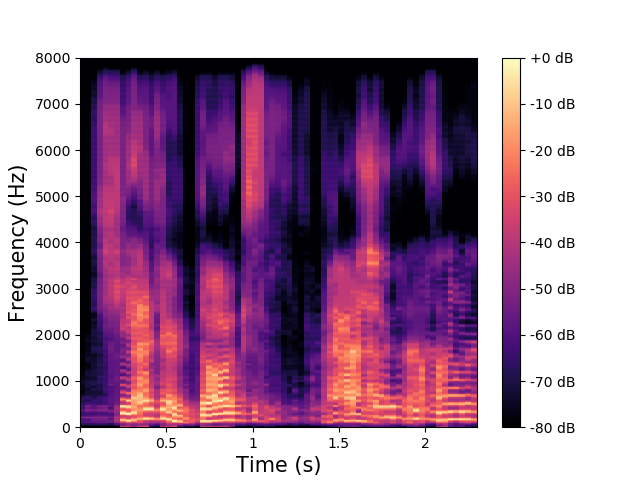 8000
7000
6000
5000
4000
3000
2000
1000
0
Frequency (Hz)
0
0.5
1
1.5
2
Time (s)
+0 dB
-10 dB
-20 dB
-30 dB
-40 dB
-50 dB
-60 dB
-70 dB
-80 dB